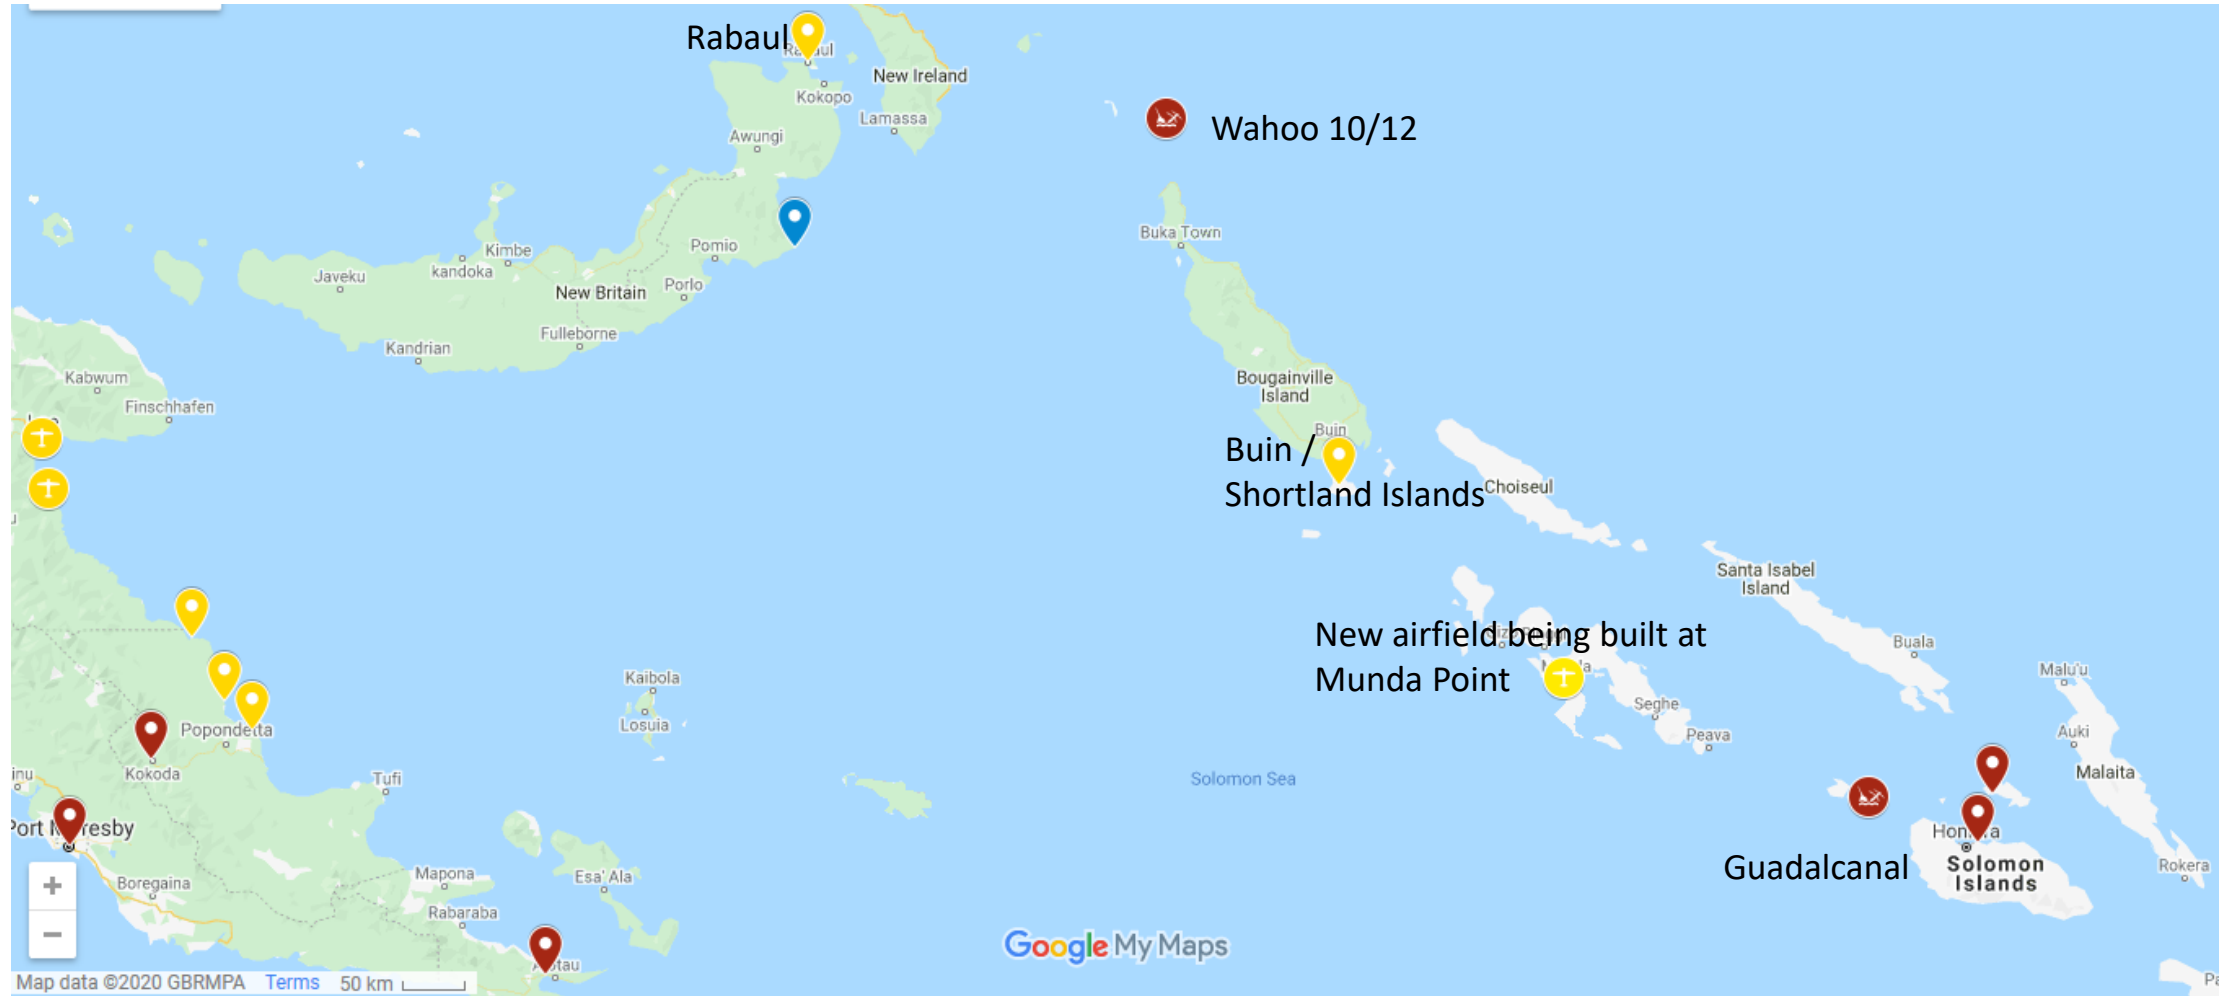 Rabaul
New Ireland
Kokopo
Lamassa
Awungi
Wahoo 10/12
Buka Town
Pomio
Kimbe
kandoka
Javeku
New Britain
Porlo
Fulleborne
Kandrian
Kabwum
Finschhafen
Bougainville
Island
Buin
Buin /
Shortland Islands
Choiseul
Santa Isabel
Island
New airfield being built at
Munda Point
Buala
Malu'u
Kaibola
Losuia
Seghe
Peava
Auki
Malaita
Popondetta
Kokoda
Tufi
Solomon Sea
Port Moresby
Honiara
Guadalcanal
Solomon
Islands
Rokera
Boregaina
Mapona
Esa'Ala
Rabaraba
+
−
Google My Maps
Map data ©2020 GBRMPA Terms 50 km